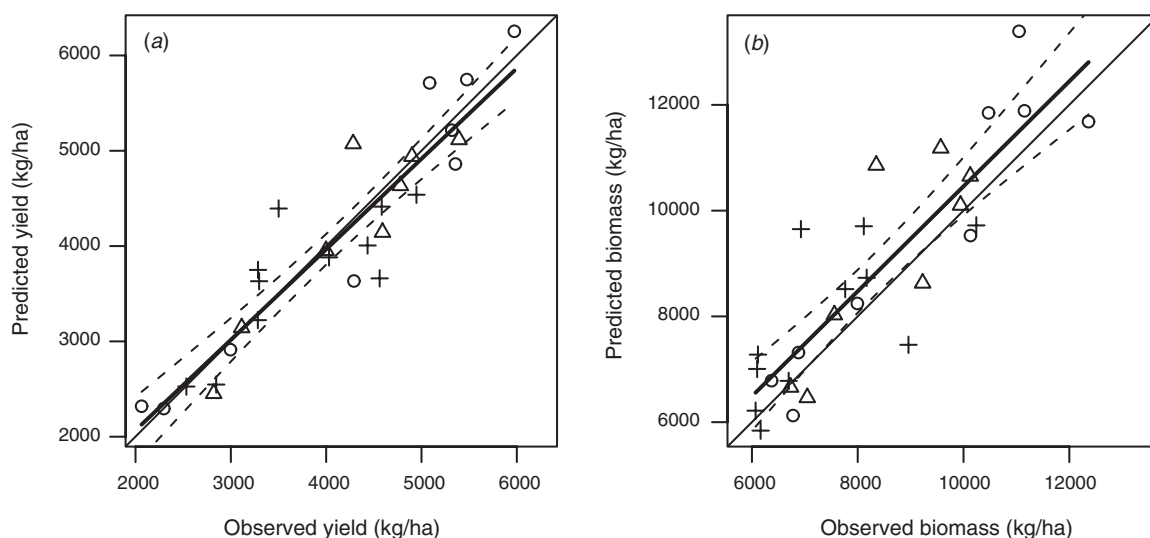 (a)
6000
5000
4000
3000
2000
Predicted yield (kg/ha)
2000 3000 4000 5000 6000
Observed yield (kg/ha)
(b)
12000
10000
8000
6000
Predicted biomass (kg/ha)
6000 8000 10000 12000
Observed biomass (kg/ha)